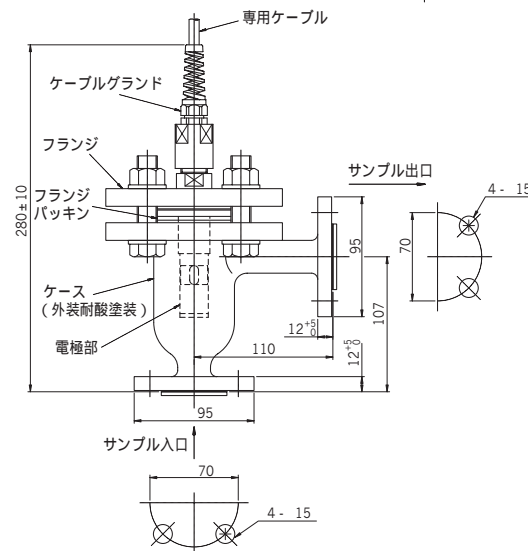 専用ケーブル
ケーブルグランド
フランジ
サンプル出口
4- 15
フランジ
パッキン
280±10
95
70
ケース
(外装耐酸塗装)
107
12+5 0
電極部
110
12+5 0
95
サンプル入口
70
4- 15